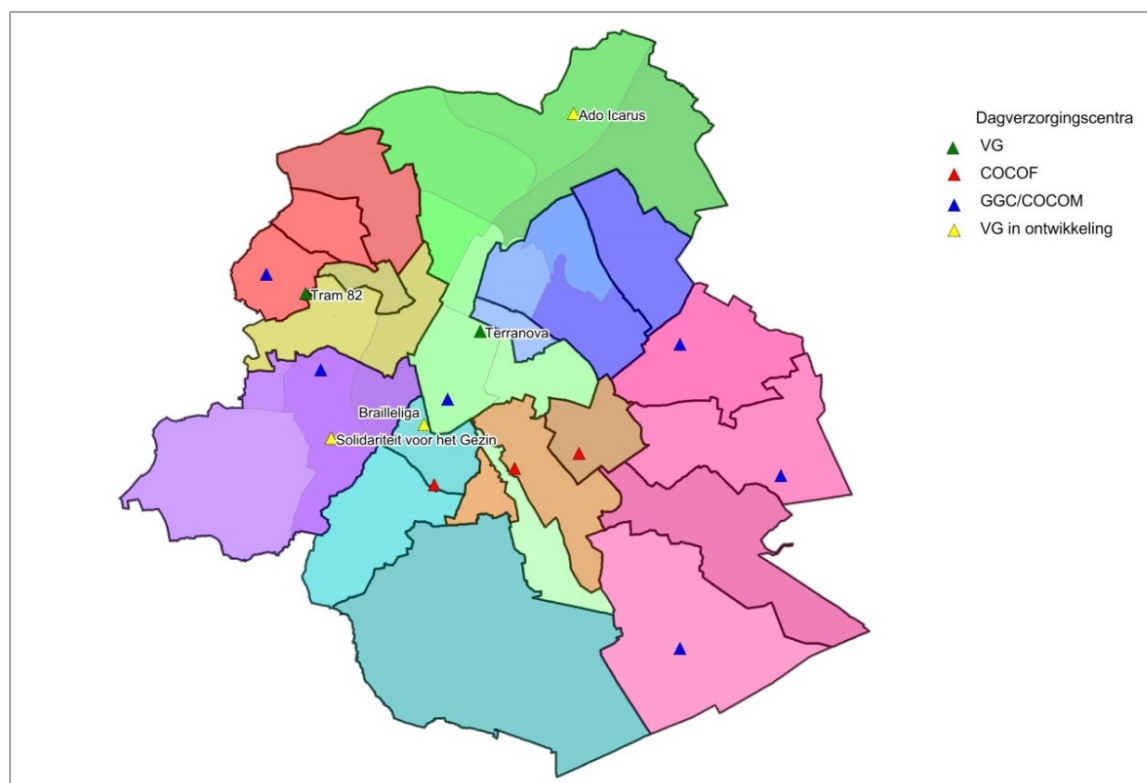 Ado Icarus
Dagverzorgingscentra
VG
COCOF
GGC/COCOM
VG in ontwikkeling
Tram 82
Terranova
Brailleliga
Solidariteit voor het Gezin